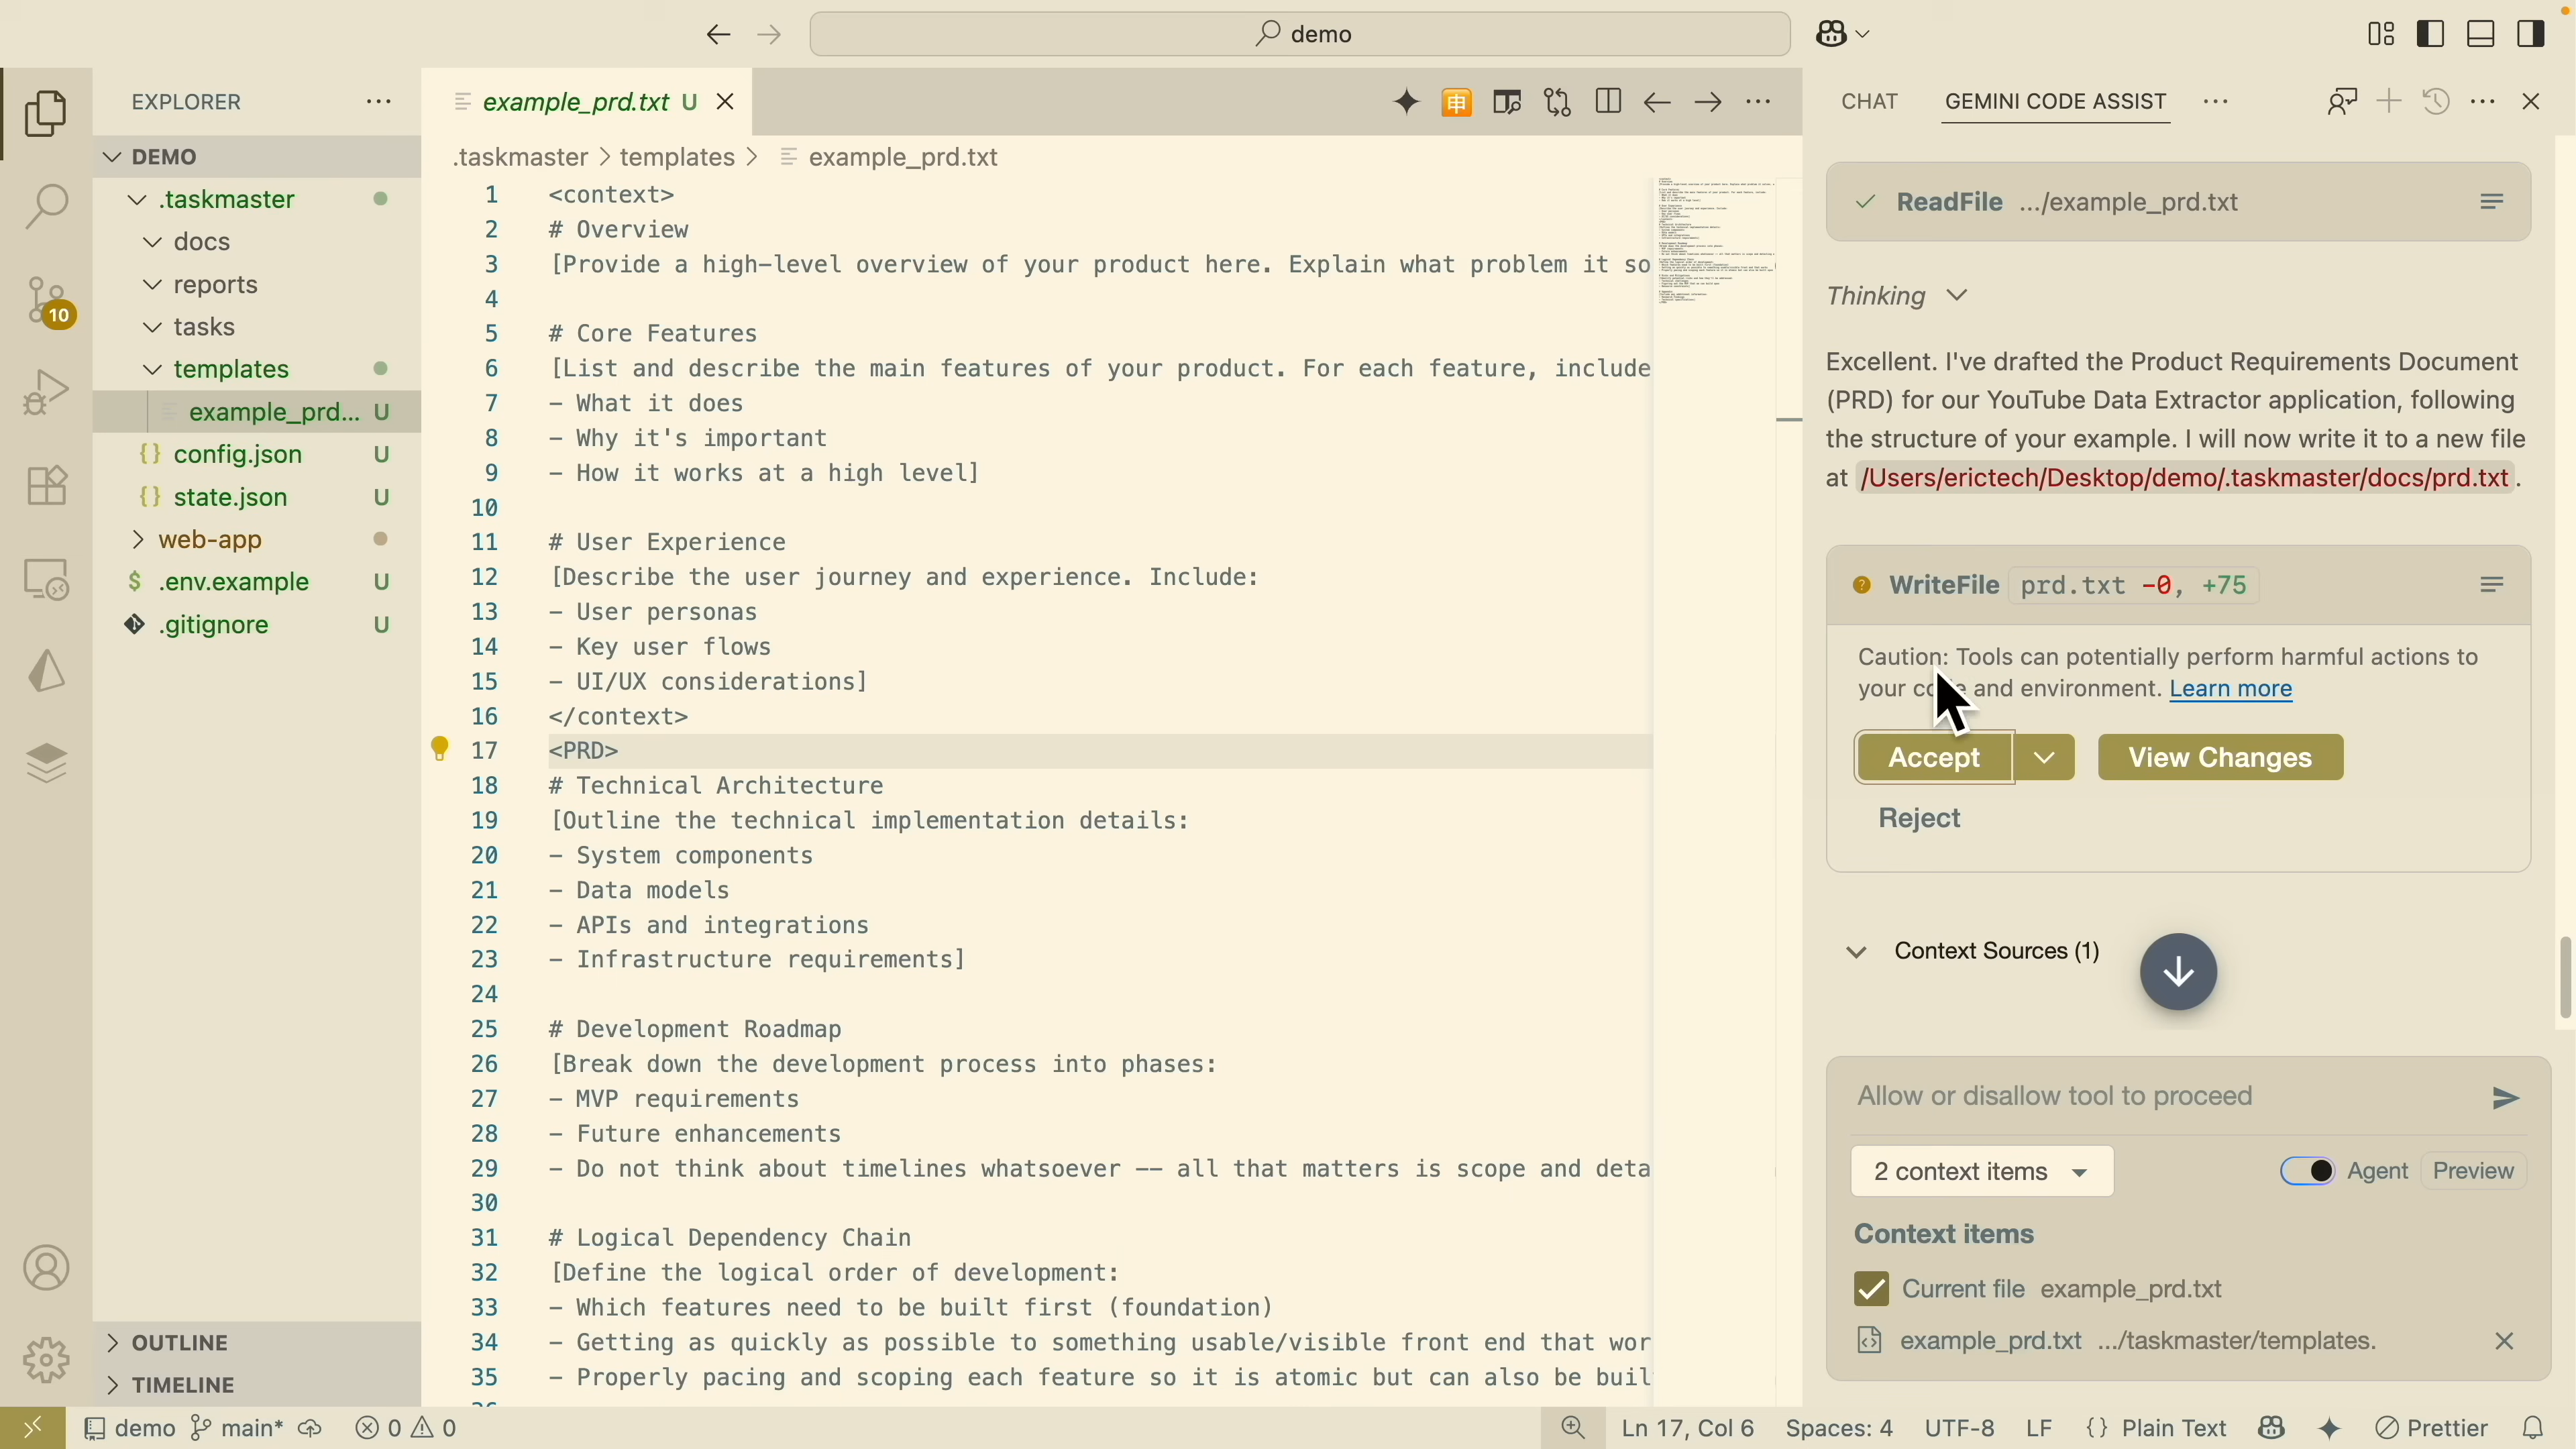 demo
EXPLORER
DEMO
.taskmaster
docs
reports
tasks
templates
example_prd... U
{} config.json U
{} state.json U
web-app
$ .env.example U
.gitignore U
OUTLINE
TIMELINE
10
example_prd.txt U
.taskmaster > templates > example_prd.txt
1 <context>
2 # Overview
3 [Provide a high-level overview of your product here. Explain what problem it so
4
5 # Core Features
6 [List and describe the main features of your product. For each feature, include
7 - What it does
8 - Why it's important
9 - How it works at a high level]
10
11 # User Experience
12 [Describe the user journey and experience. Include:
13 - User personas
14 - Key user flows
15 - UI/UX considerations]
16 </context>
17 <PRD>
18 # Technical Architecture
19 [Outline the technical implementation details:
20 - System components
21 - Data models
22 - APIs and integrations
23 - Infrastructure requirements]
24
25 # Development Roadmap
26 [Break down the development process into phases:
27 - MVP requirements
28 - Future enhancements
29 - Do not think about timelines whatsoever -- all that matters is scope and deta
30
31 # Logical Dependency Chain
32 [Define the logical order of development:
33 - Which features need to be built first (foundation)
34 - Getting as quickly as possible to something usable/visible front end that wor
35 - Properly pacing and scoping each feature so it is atomic but can also be buil
CHAT GEMINI CODE ASSIST
ReadFile .../example_prd.txt
Thinking
Excellent. I've drafted the Product Requirements Document
(PRD) for our YouTube Data Extractor application, following
the structure of your example. I will now write it to a new file
at /Users/erictech/Desktop/demo/.taskmaster/docs/prd.txt.
WriteFile prd.txt -0, +75
Caution: Tools can potentially perform harmful actions to
your code and environment. Learn more
Accept
View Changes
Reject
Context Sources (1)
Allow or disallow tool to proceed
2 context items
Agent Preview
Context items
Current file example_prd.txt
example_prd.txt .../taskmaster/templates.
demo main* 0 0
Ln 17, Col 6 Spaces: 4 UTF-8 LF {} Plain Text Prettier